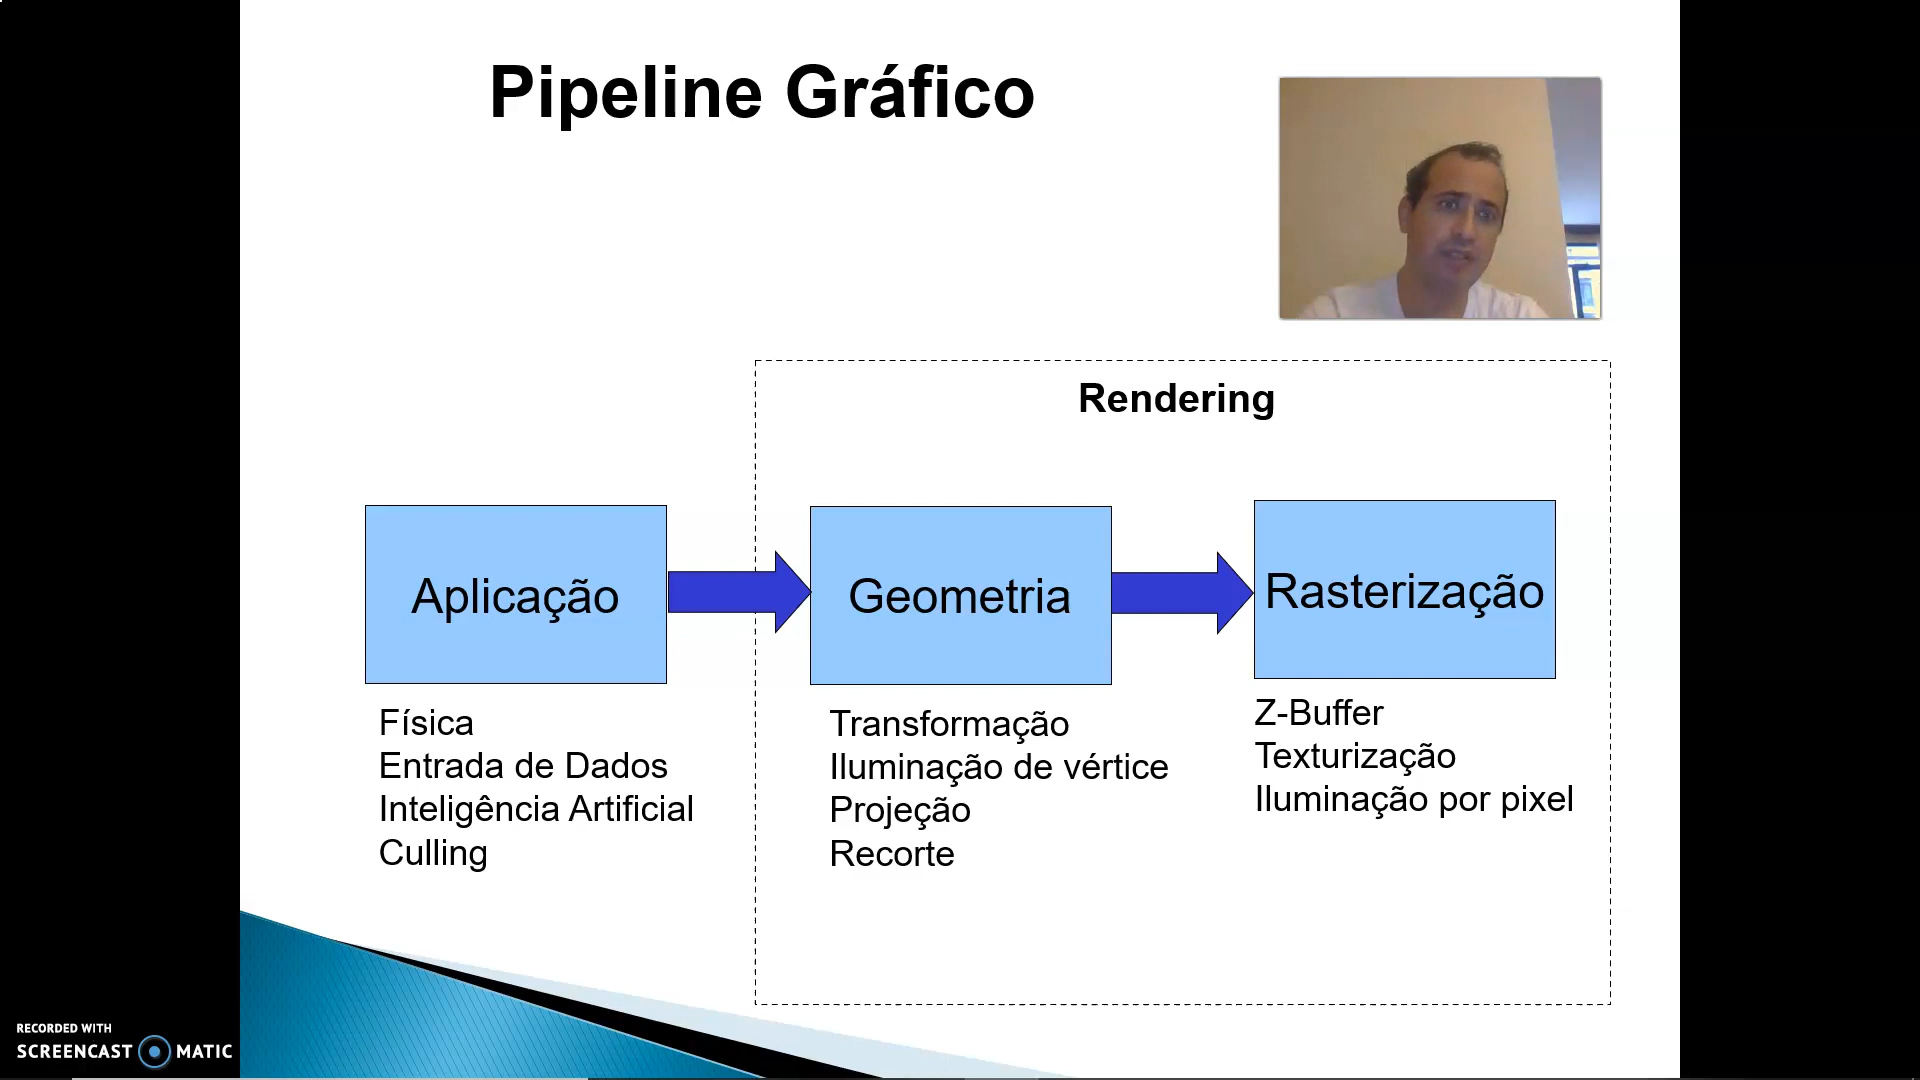 Pipeline Gráfico
Rendering
Aplicação
Geometria
Rasterização
Física
Entrada de Dados
Inteligência Artificial
Culling
Transformação
Iluminação de vértice
Projeção
Recorte
Z-Buffer
Texturização
Iluminação por pixel
RECORDED WITH
SCREENCAST MATIC